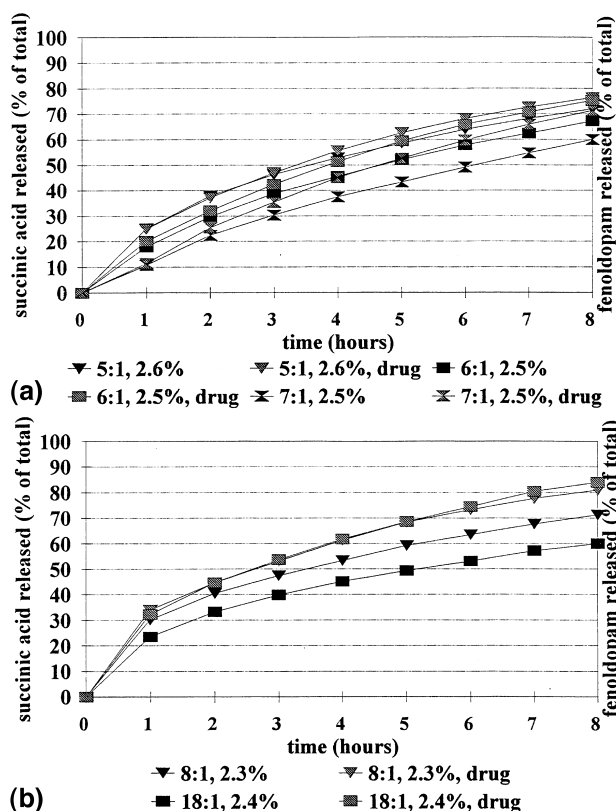 (a)
succinic acid released (% of total)
fenoldopam released (% of total)
100
90
80
70
60
50
40
30
20
10
0
0 1 2 3 4 5 6 7 8
time (hours)
5:1, 2.6% 5:1, 2.6%, drug 6:1, 2.5%
6:1, 2.5%, drug 7:1, 2.5% 7:1, 2.5%, drug
(b)
succinic acid released (% of total)
fenoldopam released (% of total)
100
90
80
70
60
50
40
30
20
10
0
0 1 2 3 4 5 6 7 8
time (hours)
8:1, 2.3% 8:1, 2.3%, drug
18:1, 2.4% 18:1, 2.4%, drug